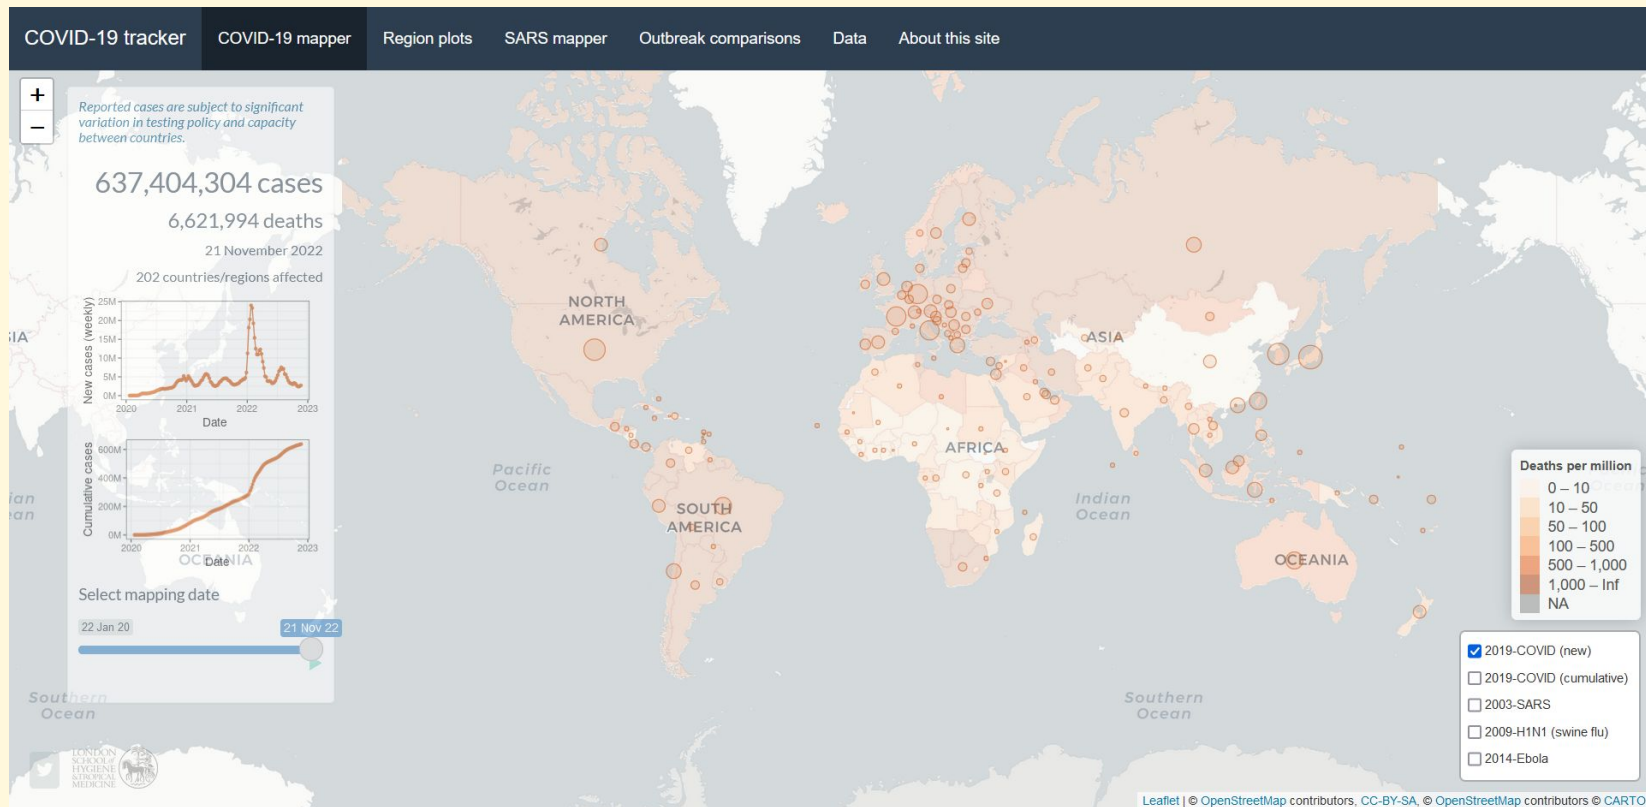 COVID-19 tracker
COVID-19 mapper
Region plots
SARS mapper
Outbreak comparisons
Data
About this site
+
−
Reported cases are subject to significant
variation in testing policy and capacity
between countries.
637,404,304 cases
6,621,994 deaths
21 November 2022
202 countries/regions affected
New cases (weekly)
25M
20M
15M
10M
5M
0M
2020 2021 2022 2023
Date
Cumulative cases
600M
400M
200M
0M
2020 2021 2022 2023
Date
OCEANIA
Select mapping date
22 Jan 20
21 Nov 22
Southern
Ocean
LONDON
SCHOOL of
HYGIENE
& TROPICAL
MEDICINE
NORTH
AMERICA
Pacific
Ocean
SOUTH
AMERICA
AFRICA
ASIA
Indian
Ocean
OCEANIA
Southern
Ocean
Deaths per million
0 – 10
10 – 50
50 – 100
100 – 500
500 – 1,000
1,000 – Inf
NA
2019-COVID (new)
2019-COVID (cumulative)
2003-SARS
2009-H1N1 (swine flu)
2014-Ebola
Leaflet | © OpenStreetMap contributors, CC-BY-SA, © OpenStreetMap contributors © CARTO